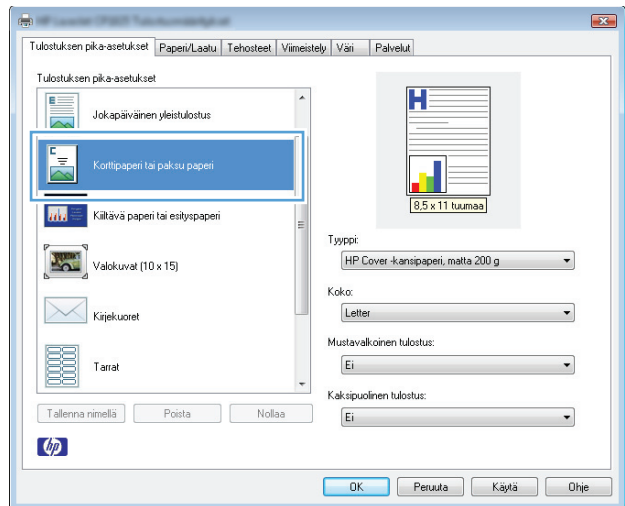 Tulostuksen pika-asetukset Paperi/Laatu Tehosteet Viimeistely Väri Palvelut
Tulostuksen pika-asetukset
Jokapäiväinen yleistulostus
Korttipaperi tai paksu paperi
Kiiltävä paperi tai esityspaperi
Valokuvat (10 x 15)
Kirjekuoret
Tarrat
Tallenna nimellä Poista Nollaa
8,5 x 11 tuumaa
Tyyppi:
HP Cover -kansipaperi, matta 200 g
Koko:
Letter
Mustavalkoinen tulostus:
Ei
Kaksipuolinen tulostus:
Ei
hp
OK Peruuta Käytä Ohje